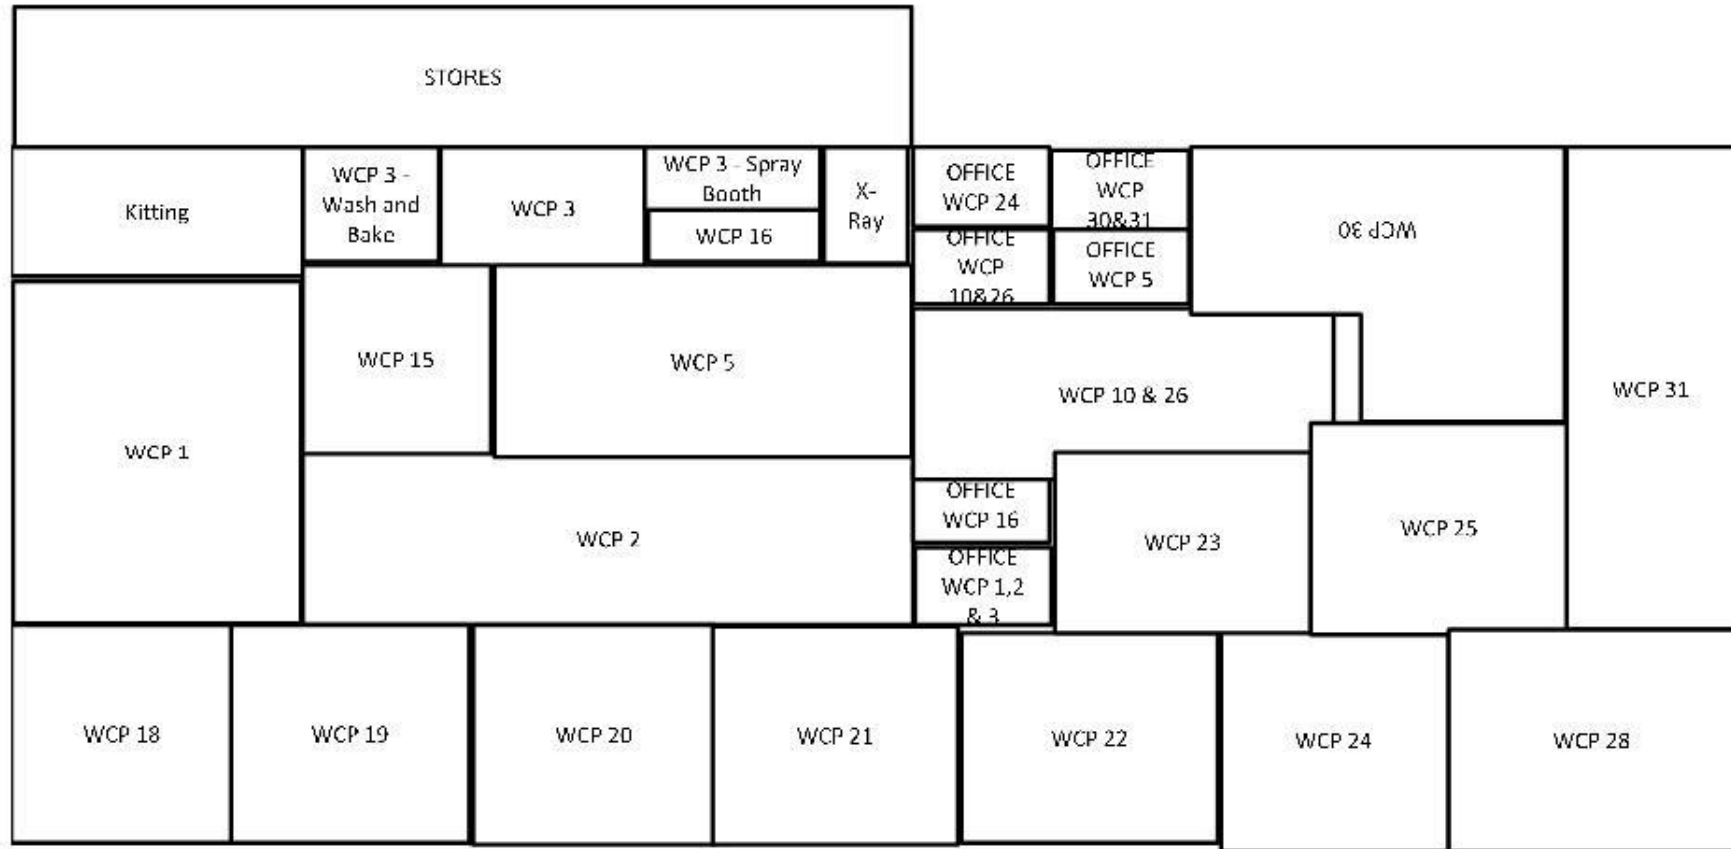 STORES
Kitting
WCP 3 -
Wash and
Bake
WCP 3
WCP 3 - Spray
Booth
WCP 16
X-
Ray
OFFICE
WCP 24
OFFICE
WCP
30&31
OFFICE
WCP
10&26
OFFICE
WCP 5
WCP 30
WCP 31
WCP 1
WCP 15
WCP 5
WCP 10 & 26
WCP 2
OFFICE
WCP 16
OFFICE
WCP 1,2
& 3
WCP 23
WCP 25
WCP 18
WCP 19
WCP 20
WCP 21
WCP 22
WCP 24
WCP 28